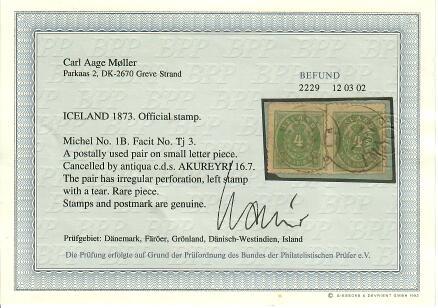 Carl Aage Møller
Parkaas 2, DK-2670 Greve Strand
BEFUND
2229 12 03 02
ICELAND 1873. Official stamp.
Michel No. 1B. Facit No. Tj 3.
A postally used pair on small letter piece.
Cancelled by antiqua c.d.s. AKUREYRI 16.7.
The pair has irregular perforation, left stamp
with a tear. Rare piece.
Stamps and postmark are genuine.
4 4
Prüfgebiet: Dänemark, Färöer, Grönland, Dänisch-Westindien, Island
Die Prüfung erfolgte auf Grund der Prüfordnung des Bundes der Philatelistischen Prüfer e.V.